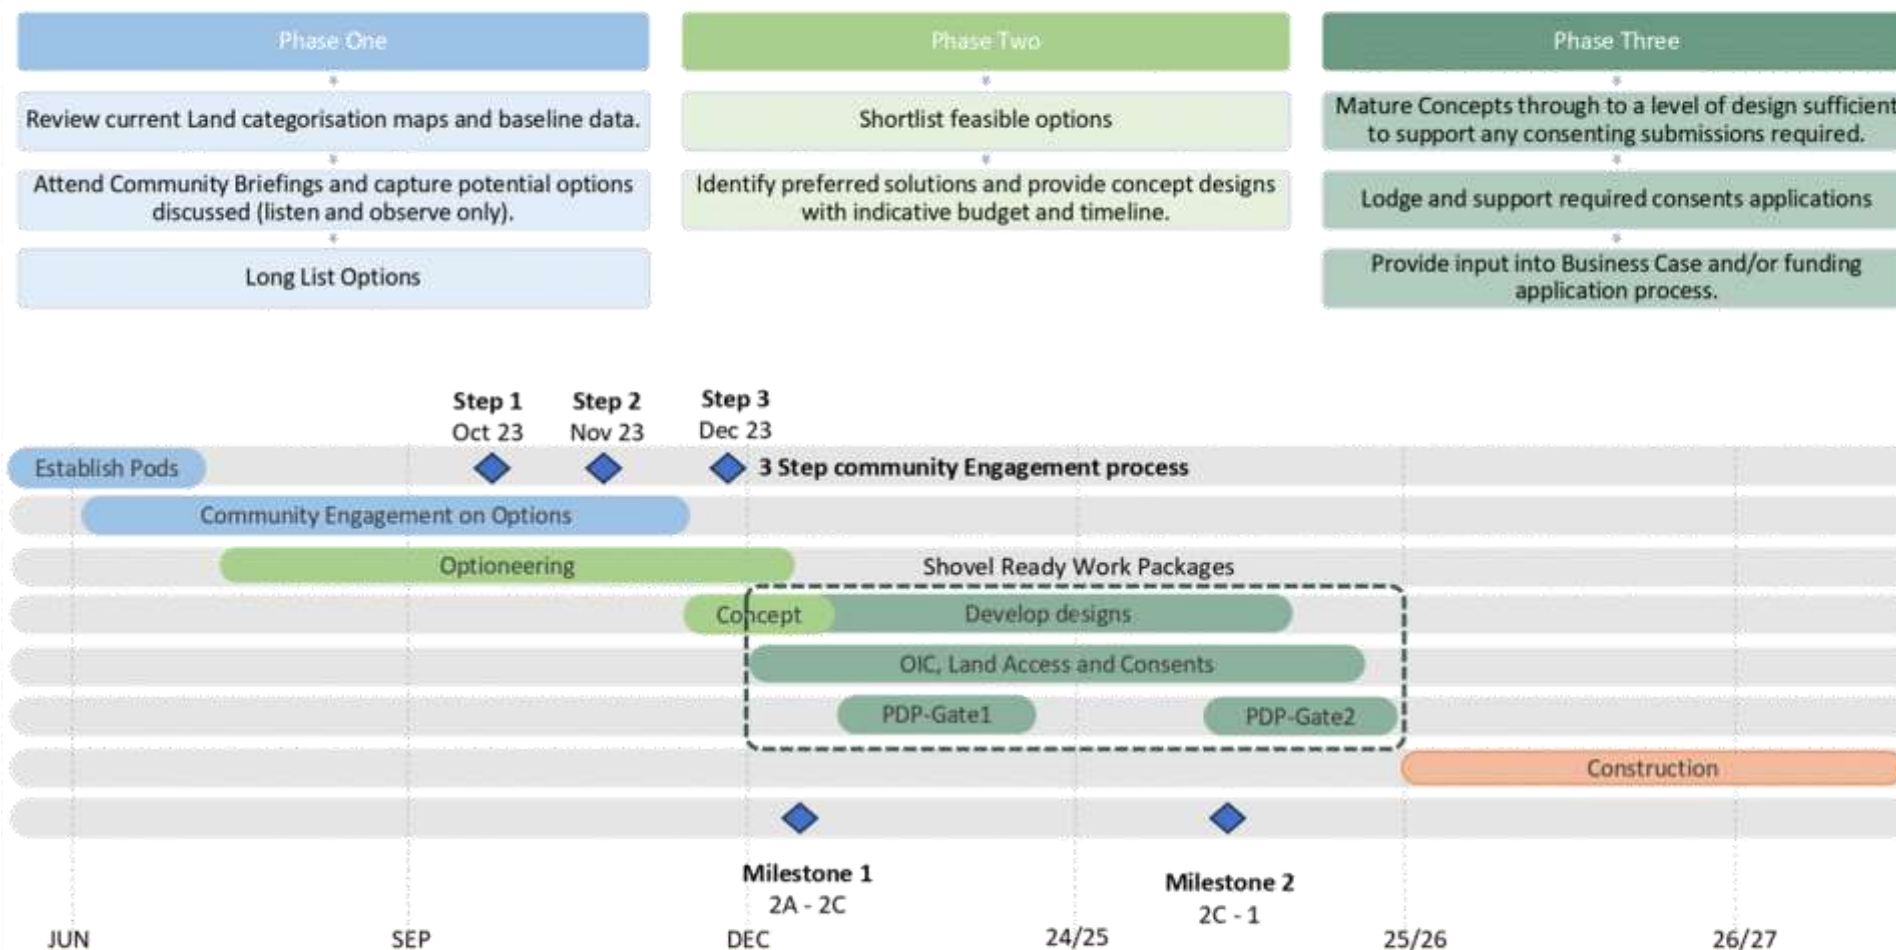 Phase One
Phase Two
Phase Three
Review current Land categorisation maps and baseline data.
Attend Community Briefings and capture potential options
discussed (listen and observe only).
Long List Options
Shortlist feasible options
Identify preferred solutions and provide concept designs
with indicative budget and timeline.
Mature Concepts through to a level of design sufficient
to support any consenting submissions required.
Lodge and support required consents applications
Provide input into Business Case and/or funding
application process.
Step 1
Oct 23
Step 2
Nov 23
Step 3
Dec 23
Establish Pods
3 Step community Engagement process
Community Engagement on Options
Optioneering
Shovel Ready Work Packages
Concept
Develop designs
OIC, Land Access and Consents
PDP-Gate1
PDP-Gate2
Construction
Milestone 1
2A - 2C
Milestone 2
2C - 1
JUN
SEP
DEC
24/25
25/26
26/27